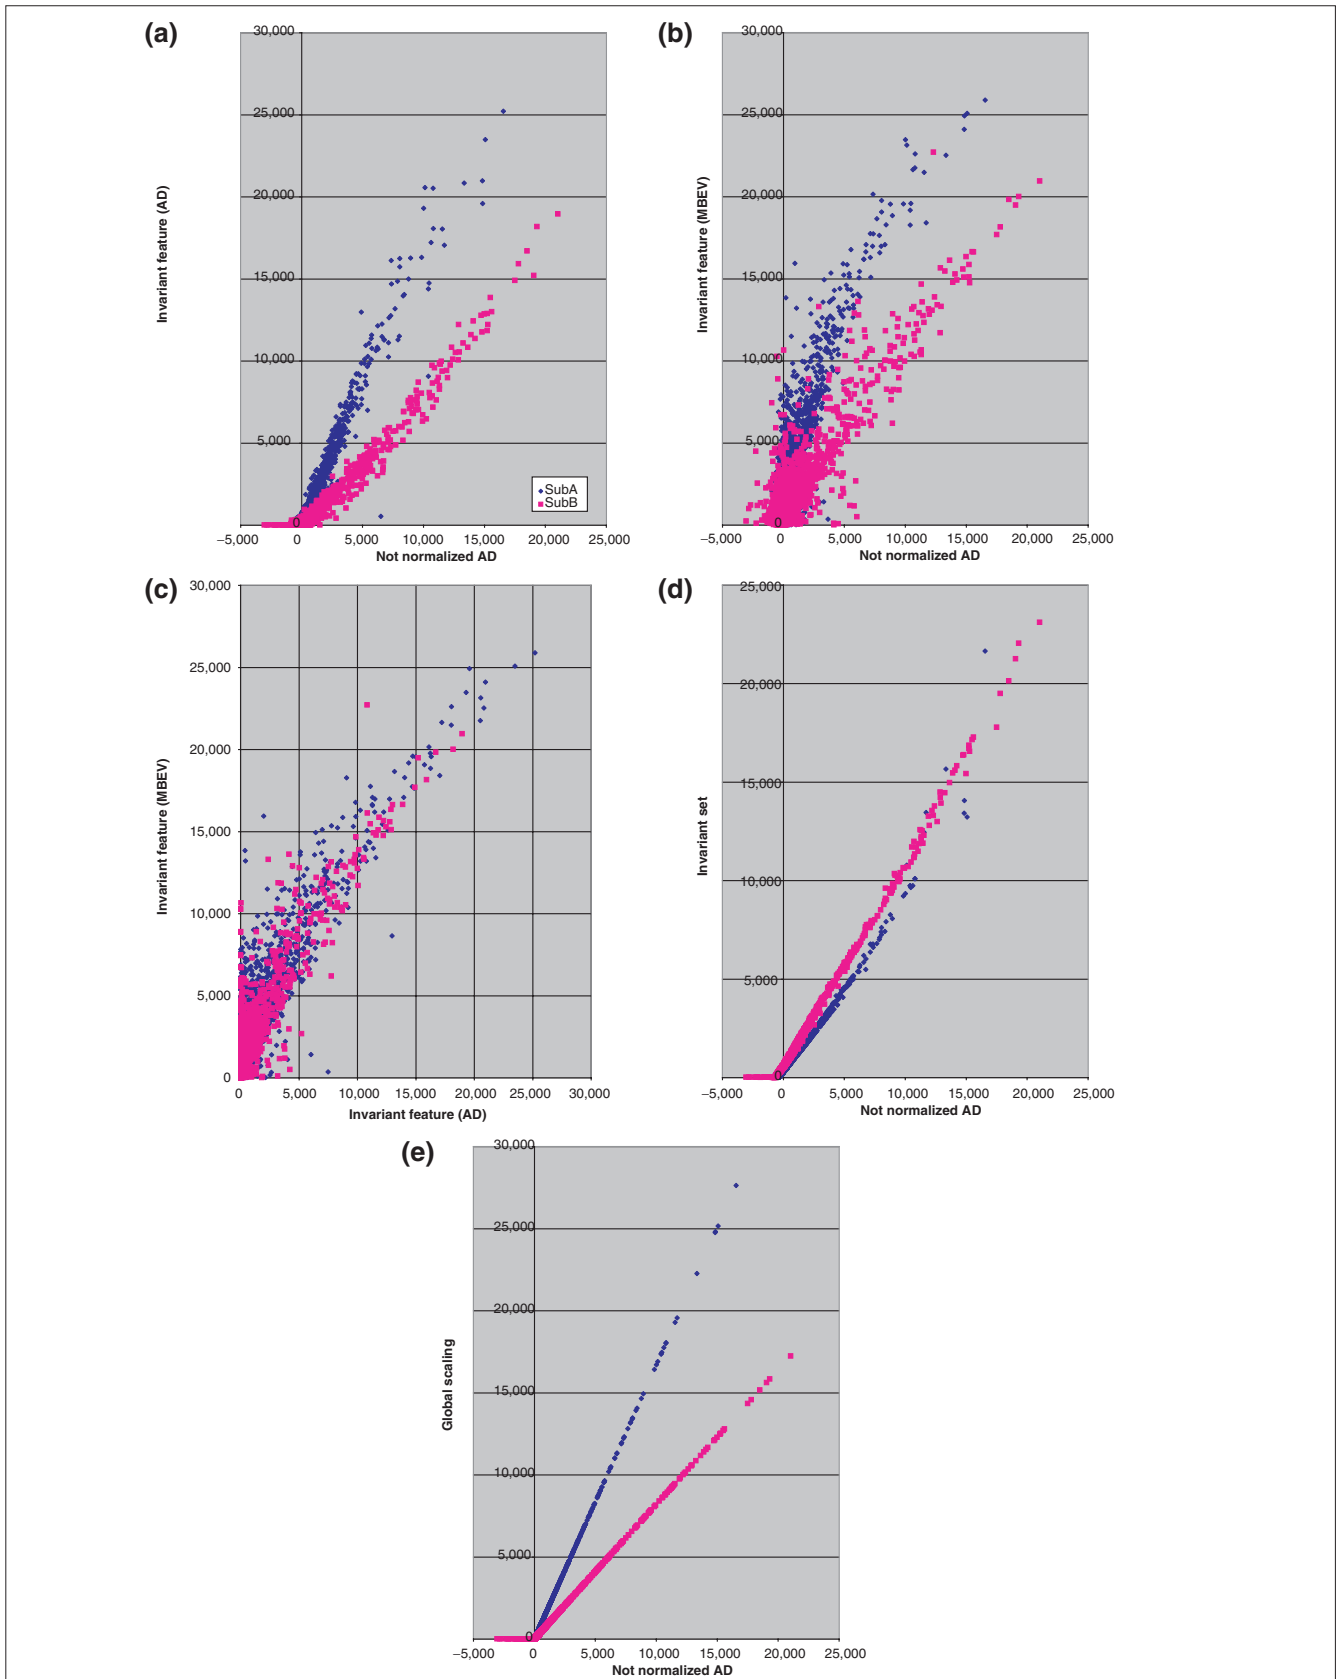 (a)
30,000
25,000
20,000
15,000
10,000
5,000
0
Invariant feature (AD)
SubA
SubB
–5,000 0 5,000 10,000 15,000 20,000 25,000
Not normalized AD
(b)
30,000
25,000
20,000
15,000
10,000
5,000
0
Invariant feature (MBEV)
–5,000 0 5,000 10,000 15,000 20,000 25,000
Not normalized AD
(c)
30,000
25,000
20,000
15,000
10,000
5,000
0
Invariant feature (MBEV)
0 5,000 10,000 15,000 20,000 25,000 30,000
Invariant feature (AD)
(d)
25,000
20,000
15,000
10,000
5,000
0
Invariant set
–5,000 0 5,000 10,000 15,000 20,000 25,000
Not normalized AD
(e)
30,000
25,000
20,000
15,000
10,000
5,000
0
Global scaling
–5,000 0 5,000 10,000 15,000 20,000 25,000
Not normalized AD